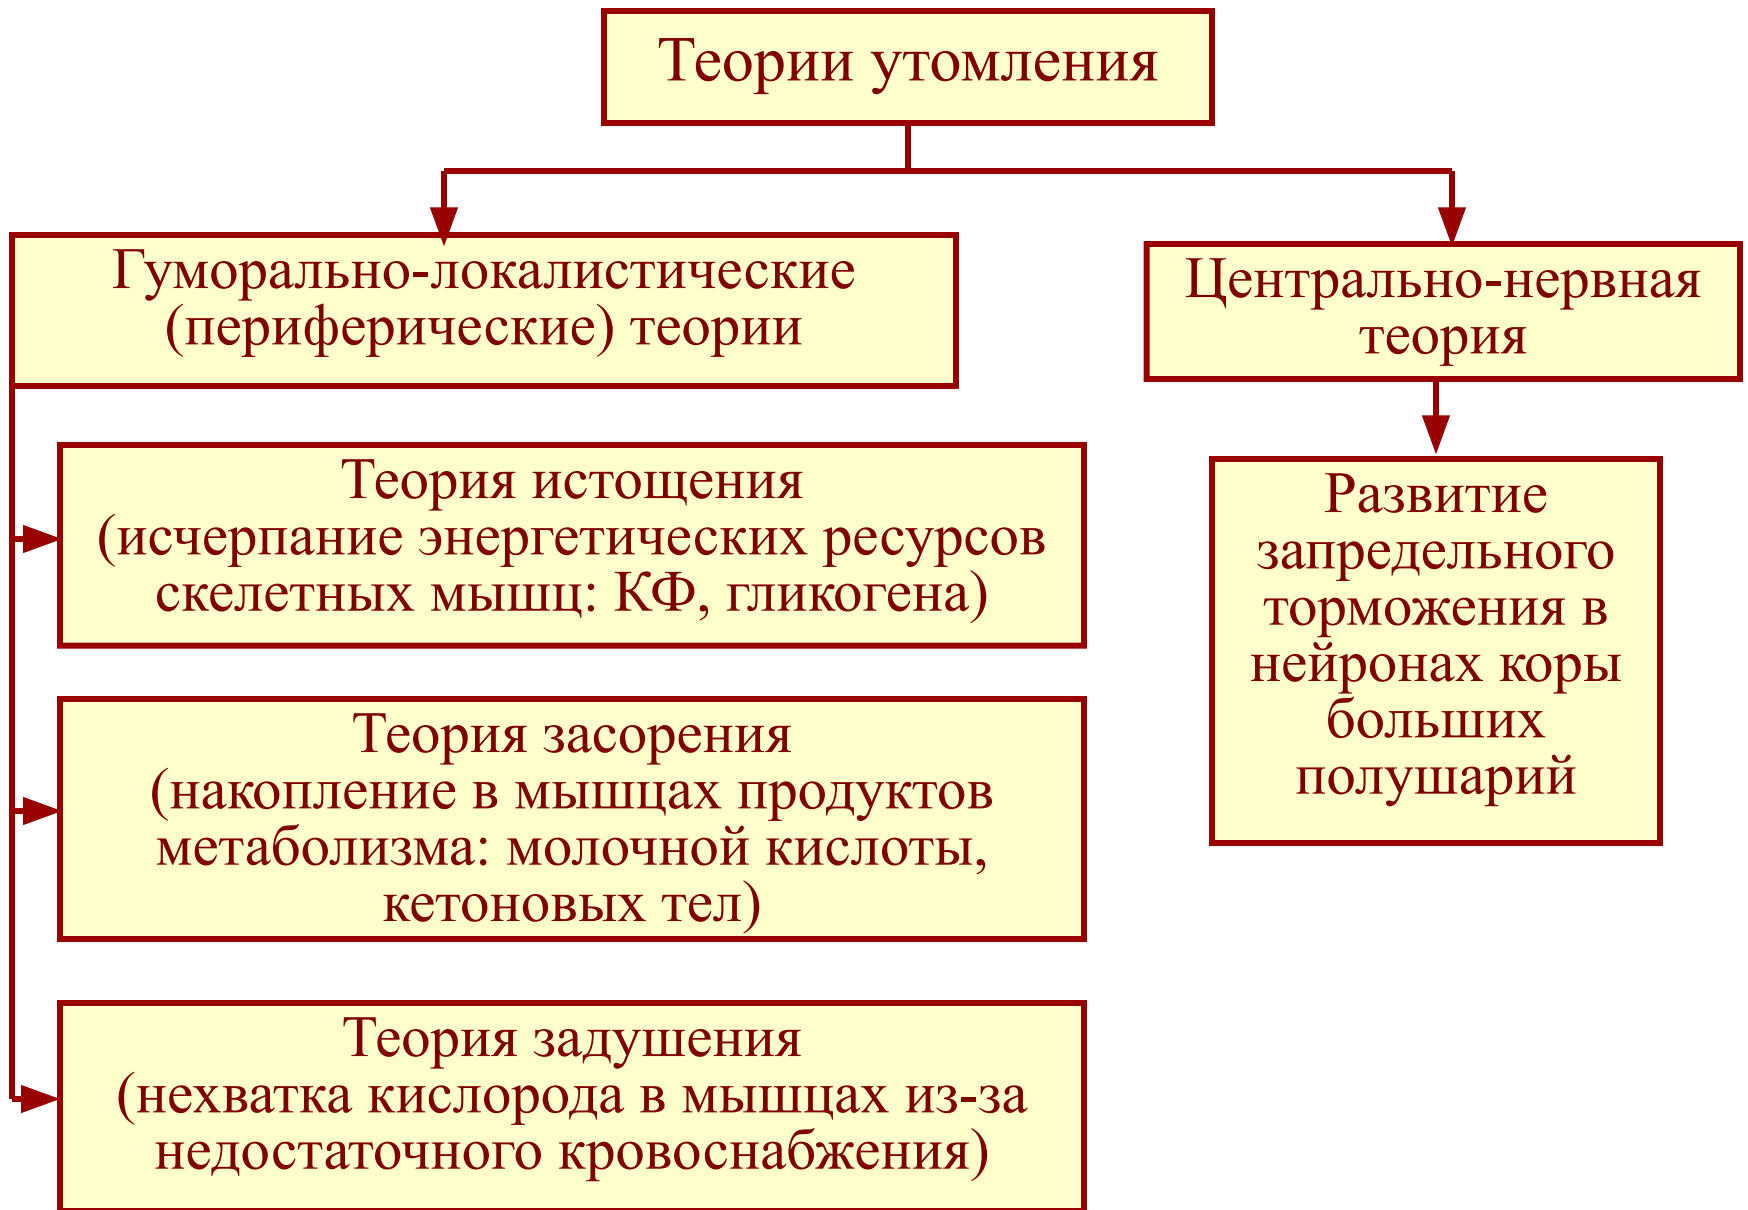 Теории утомления
Гуморально-локалистические
(периферические) теории
Центрально-нервная
теория
Теория истощения
(исчерпание энергетических ресурсов
скелетных мышц: КФ, гликогена)
Теория засорения
(накопление в мышцах продуктов
метаболизма: молочной кислоты,
кетоновых тел)
Теория задушения
(нехватка кислорода в мышцах из-за
недостаточного кровоснабжения)
Развитие
запредельного
торможения в
нейронах коры
больших
полушарий